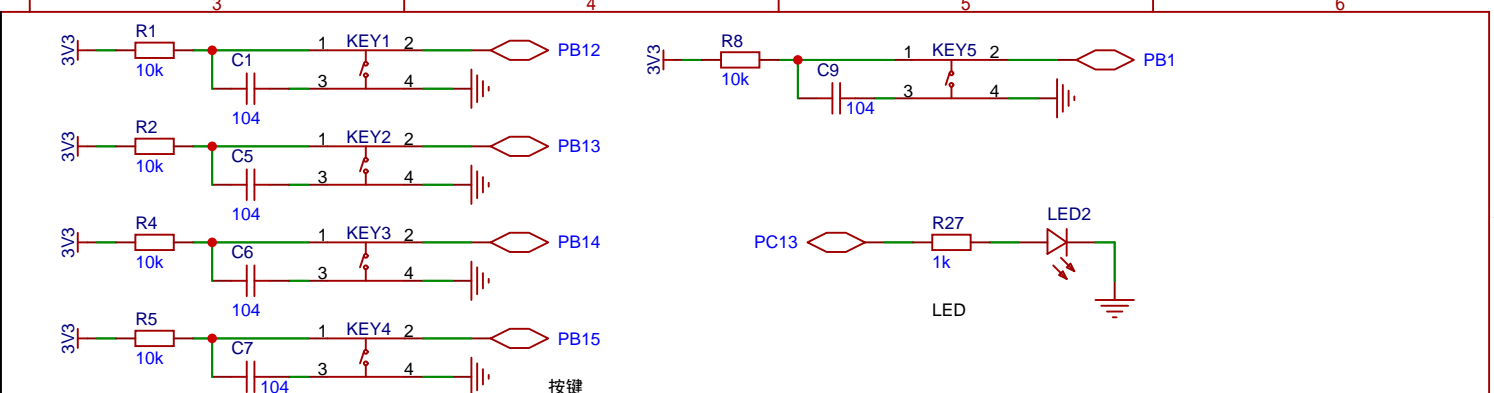 3 4 5 6
3V3 R1 10k C1 104 1 KEY1 2 3 4 PB12
3V3 R8 10k C9 104 1 KEY5 2 3 4 PB1
3V3 R2 10k C5 104 1 KEY2 2 3 4 PB13
3V3 R4 10k C6 104 1 KEY3 2 3 4 PB14
PC13 R27 1k LED2
LED
3V3 R5 10k C7 104 1 KEY4 2 3 4 PB15
按键